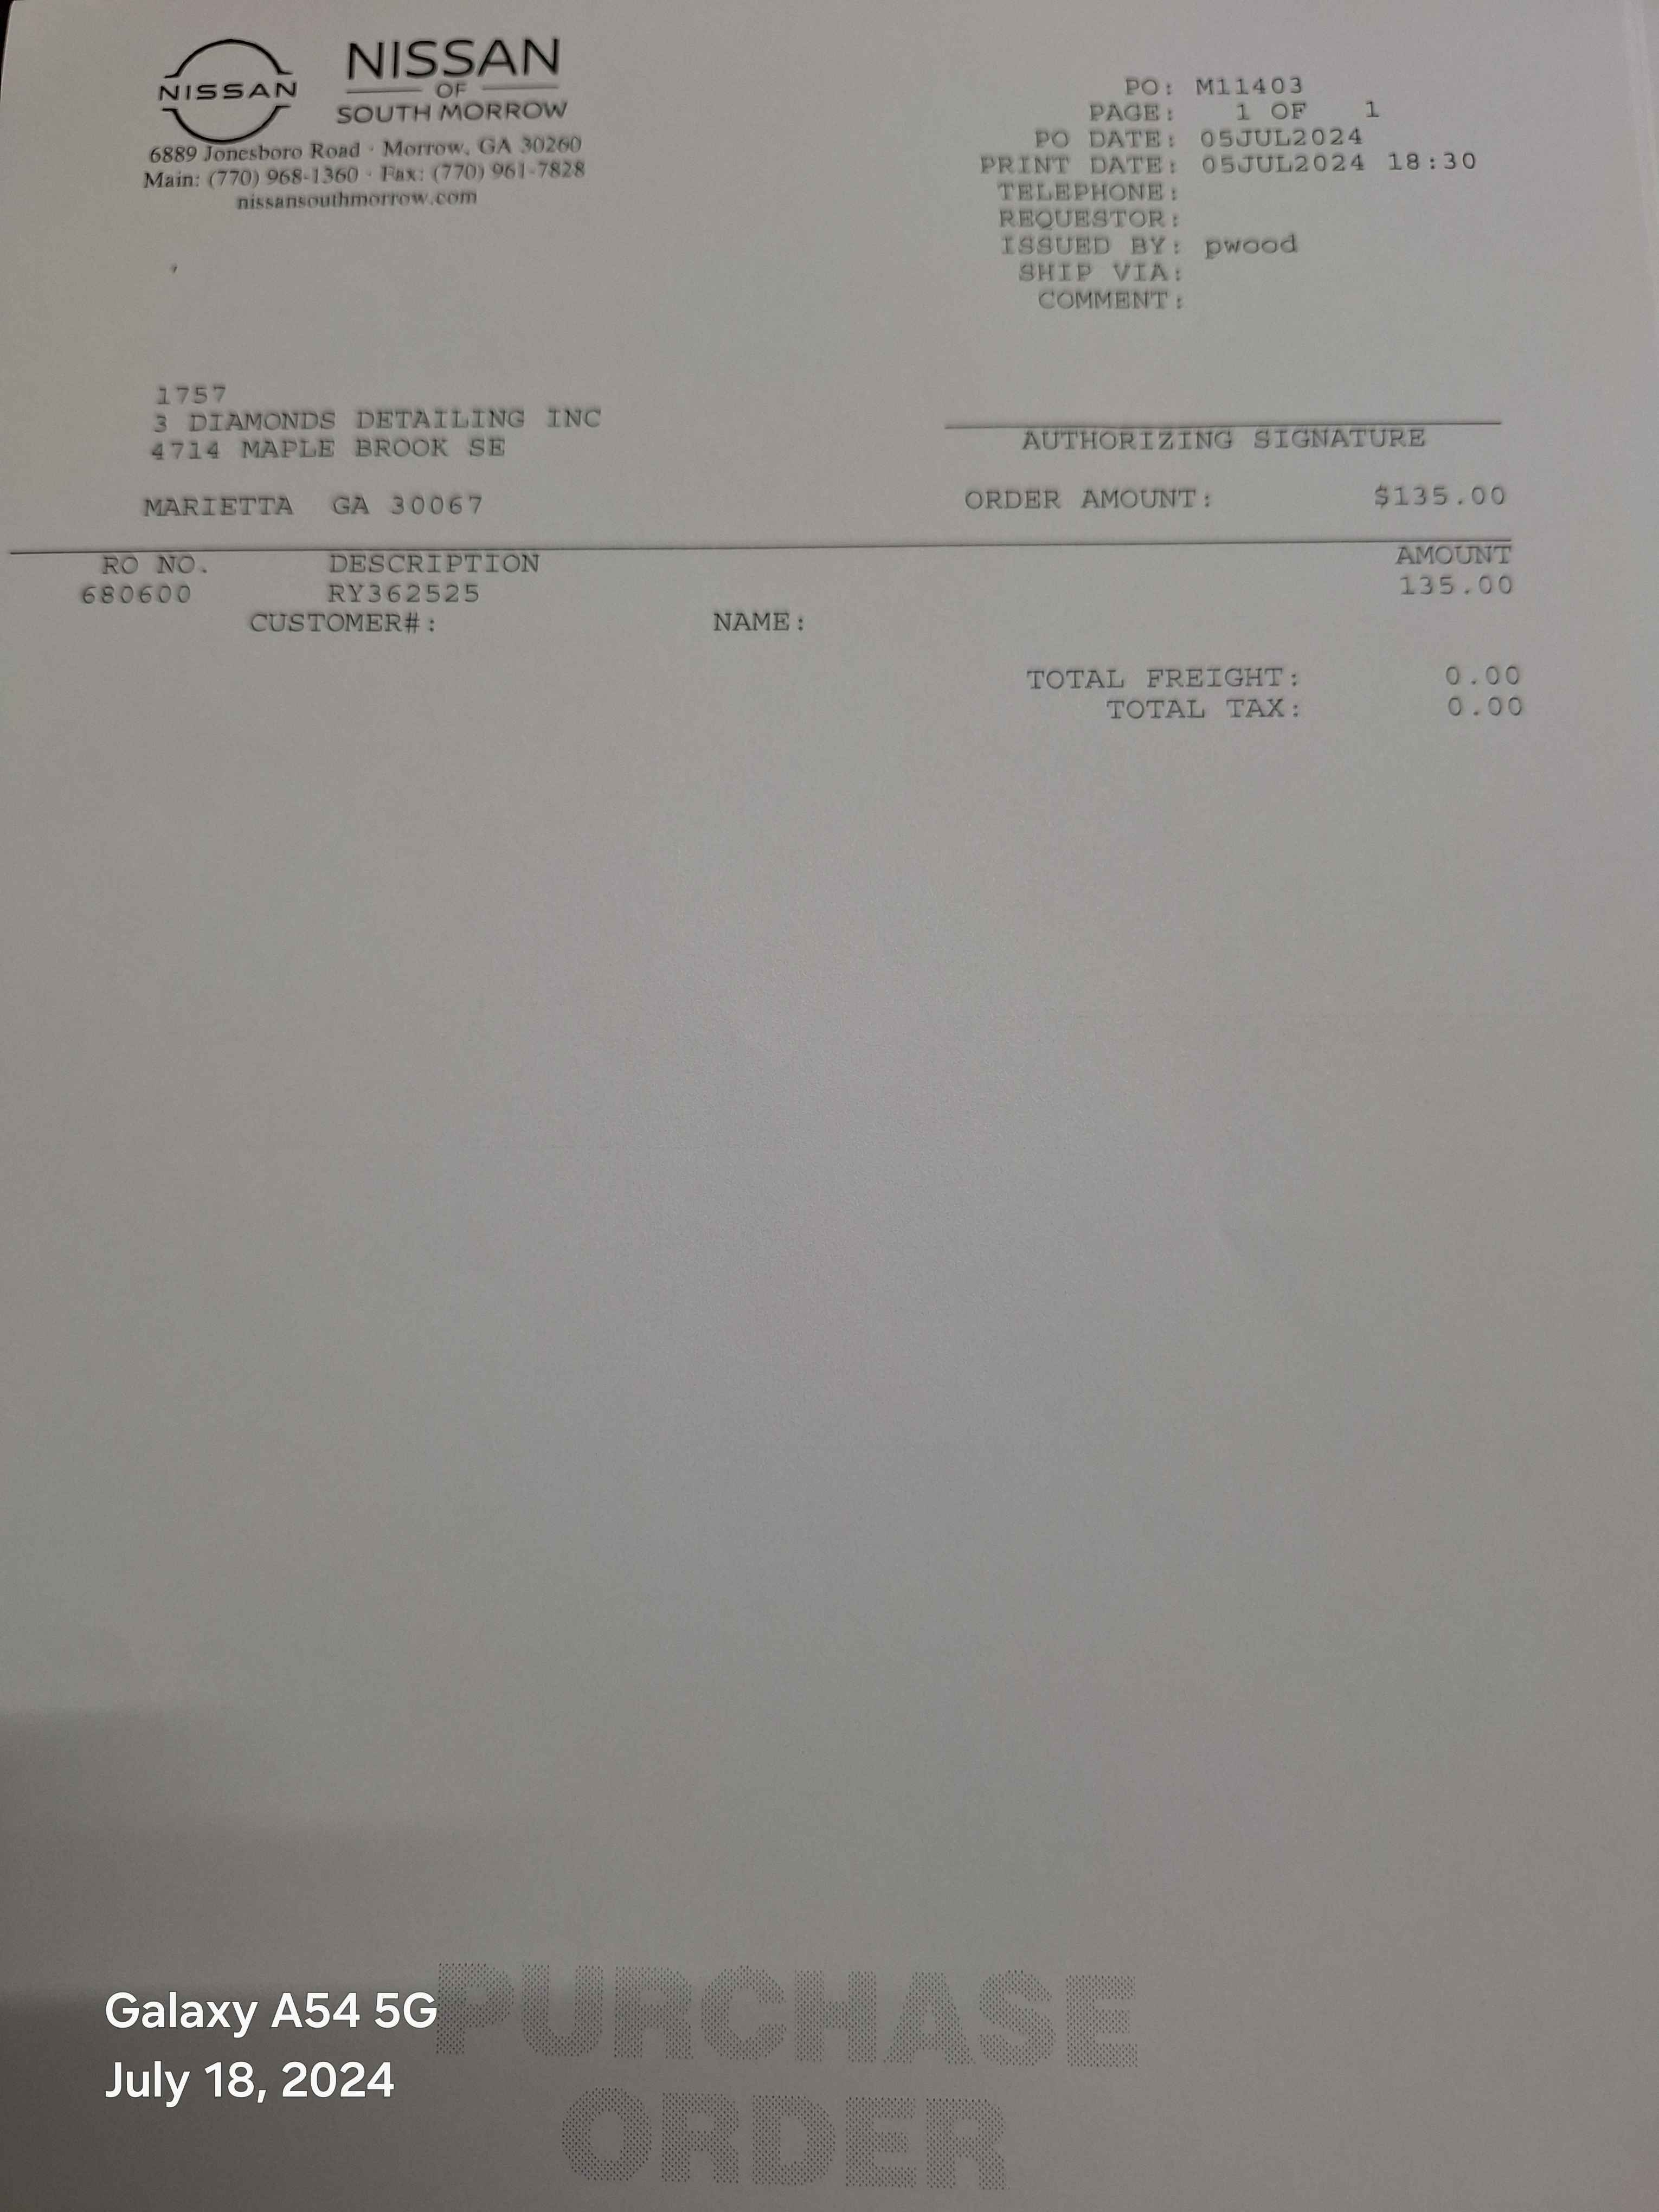 NISSAN
NISSAN
OF
SOUTH MORROW
6889 Jonesboro Road · Morrow, GA 30260
Main: (770) 968-1360 · Fax: (770) 961-7828
nissansouthmorrow.com
PO: M11403
PAGE: 1 OF 1
PO DATE: 05JUL2024
PRINT DATE: 05JUL2024 18:30
TELEPHONE:
REQUESTOR:
ISSUED BY: pwood
SHIP VIA:
COMMENT:
1757
3 DIAMONDS DETAILING INC
4714 MAPLE BROOK SE
MARIETTA GA 30067
AUTHORIZING SIGNATURE
ORDER AMOUNT: $135.00
RO NO. DESCRIPTION AMOUNT
680600 RY362525 135.00
CUSTOMER#: NAME:
TOTAL FREIGHT: 0.00
TOTAL TAX: 0.00
PURCHASE
ORDER
Galaxy A54 5G
July 18, 2024